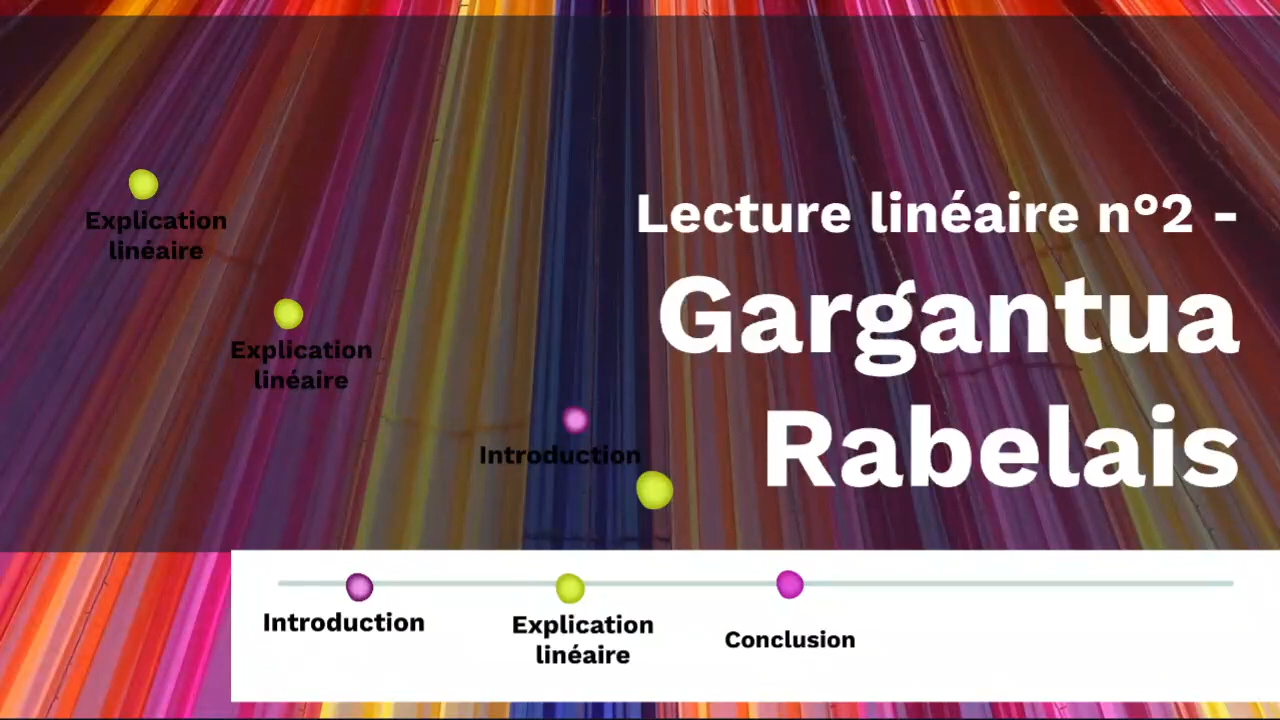 Lecture linéaire n°2 -
Gargantua
Rabelais
Explication
linéaire
Explication
linéaire
Introduction
Introduction
Explication
linéaire
Conclusion